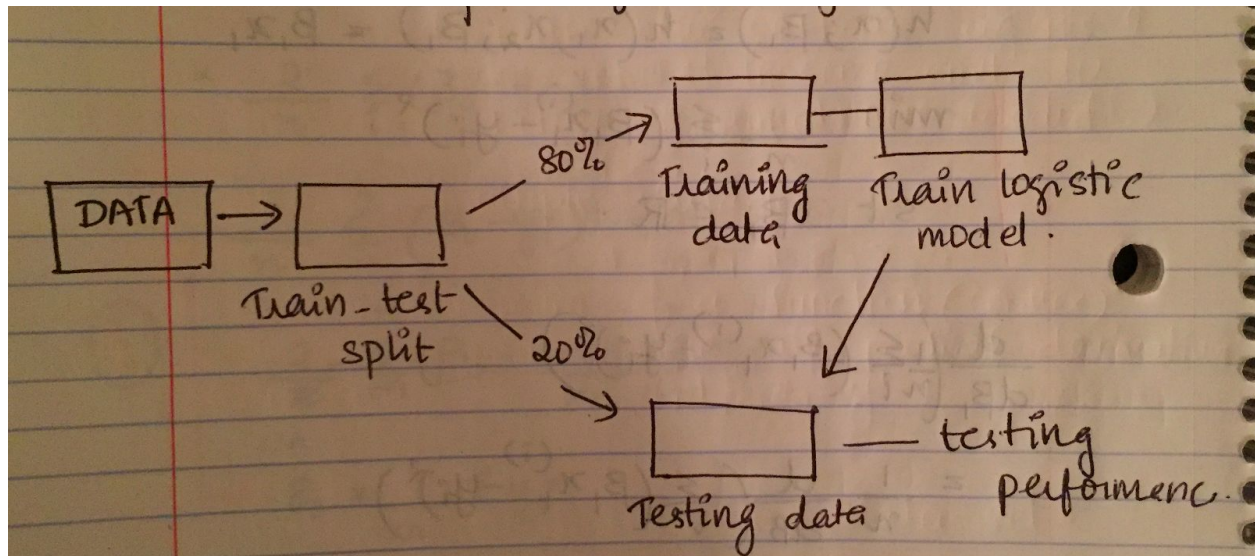 80%
Training
data
Train logistic
model.
DATA
Train-test
split
20%
testing
performenc.
Testing data